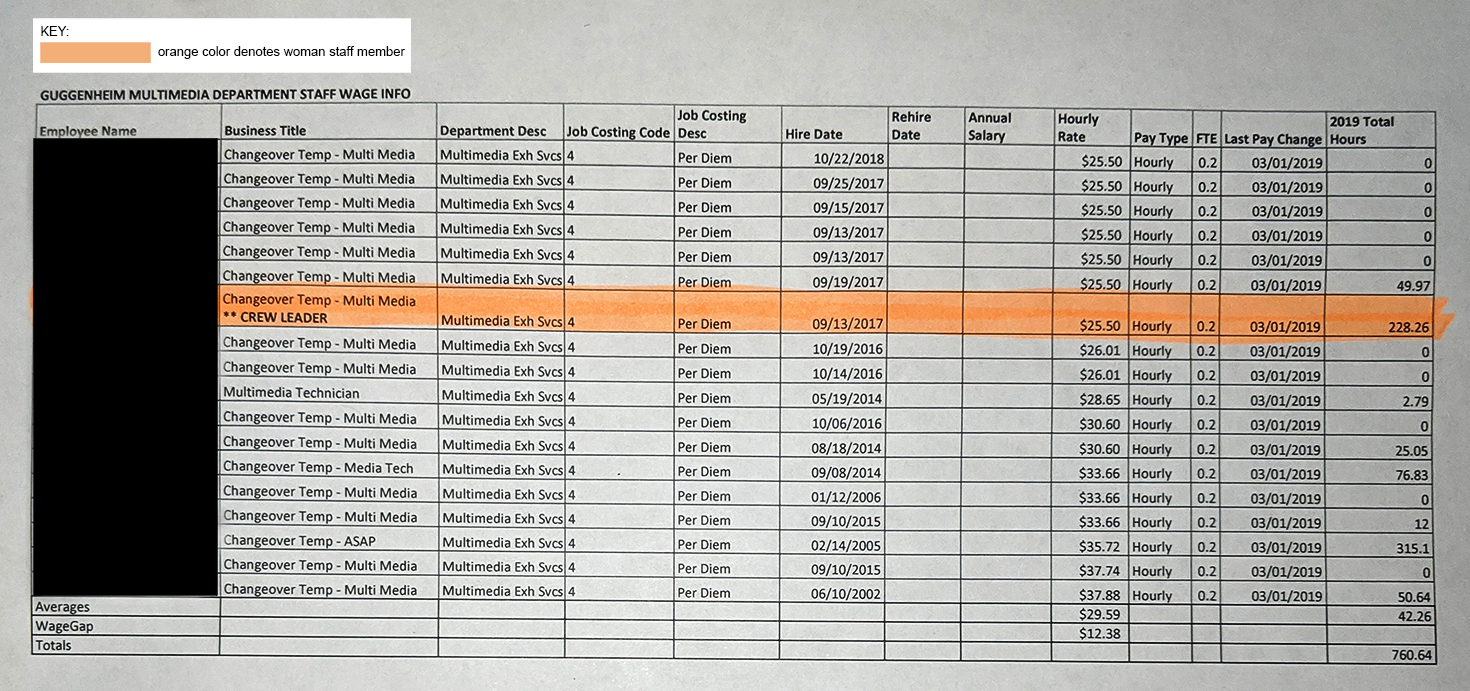 KEY:
orange color denotes woman staff member
GUGGENHEIM MULTIMEDIA DEPARTMENT STAFF WAGE INFO
Employee Name Business Title Department Desc Job Costing Code Job Costing Desc Hire Date Rehire Date Annual Salary Hourly Rate Pay Type FTE Last Pay Change 2019 Total Hours
Changeover Temp - Multi Media Multimedia Exh Svcs 4 Per Diem 10/22/2018 $25.50 Hourly 0.2 03/01/2019 0
Changeover Temp - Multi Media Multimedia Exh Svcs 4 Per Diem 09/25/2017 $25.50 Hourly 0.2 03/01/2019 0
Changeover Temp - Multi Media Multimedia Exh Svcs 4 Per Diem 09/15/2017 $25.50 Hourly 0.2 03/01/2019 0
Changeover Temp - Multi Media Multimedia Exh Svcs 4 Per Diem 09/13/2017 $25.50 Hourly 0.2 03/01/2019 0
Changeover Temp - Multi Media Multimedia Exh Svcs 4 Per Diem 09/13/2017 $25.50 Hourly 0.2 03/01/2019 0
Changeover Temp - Multi Media Multimedia Exh Svcs 4 Per Diem 09/19/2017 $25.50 Hourly 0.2 03/01/2019 49.97
Changeover Temp - Multi Media
** CREW LEADER Multimedia Exh Svcs 4 Per Diem 09/13/2017 $25.50 Hourly 0.2 03/01/2019 228.26
Changeover Temp - Multi Media Multimedia Exh Svcs 4 Per Diem 10/19/2016 $26.01 Hourly 0.2 03/01/2019 0
Changeover Temp - Multi Media Multimedia Exh Svcs 4 Per Diem 10/14/2016 $26.01 Hourly 0.2 03/01/2019 0
Multimedia Technician Multimedia Exh Svcs 4 Per Diem 05/19/2014 $28.65 Hourly 0.2 03/01/2019 2.79
Changeover Temp - Multi Media Multimedia Exh Svcs 4 Per Diem 10/06/2016 $30.60 Hourly 0.2 03/01/2019 0
Changeover Temp - Multi Media Multimedia Exh Svcs 4 Per Diem 08/18/2014 $30.60 Hourly 0.2 03/01/2019 25.05
Changeover Temp - Media Tech Multimedia Exh Svcs 4 Per Diem 09/08/2014 $33.66 Hourly 0.2 03/01/2019 76.83
Changeover Temp - Multi Media Multimedia Exh Svcs 4 Per Diem 01/12/2006 $33.66 Hourly 0.2 03/01/2019 0
Changeover Temp - Multi Media Multimedia Exh Svcs 4 Per Diem 09/10/2015 $33.66 Hourly 0.2 03/01/2019 12
Changeover Temp - ASAP Multimedia Exh Svcs 4 Per Diem 02/14/2005 $35.72 Hourly 0.2 03/01/2019 315.1
Changeover Temp - Multi Media Multimedia Exh Svcs 4 Per Diem 09/10/2015 $37.74 Hourly 0.2 03/01/2019 0
Changeover Temp - Multi Media Multimedia Exh Svcs 4 Per Diem 06/10/2002 $37.88 Hourly 0.2 03/01/2019 50.64
Averages $29.59 42.26
WageGap $12.38
Totals 760.64